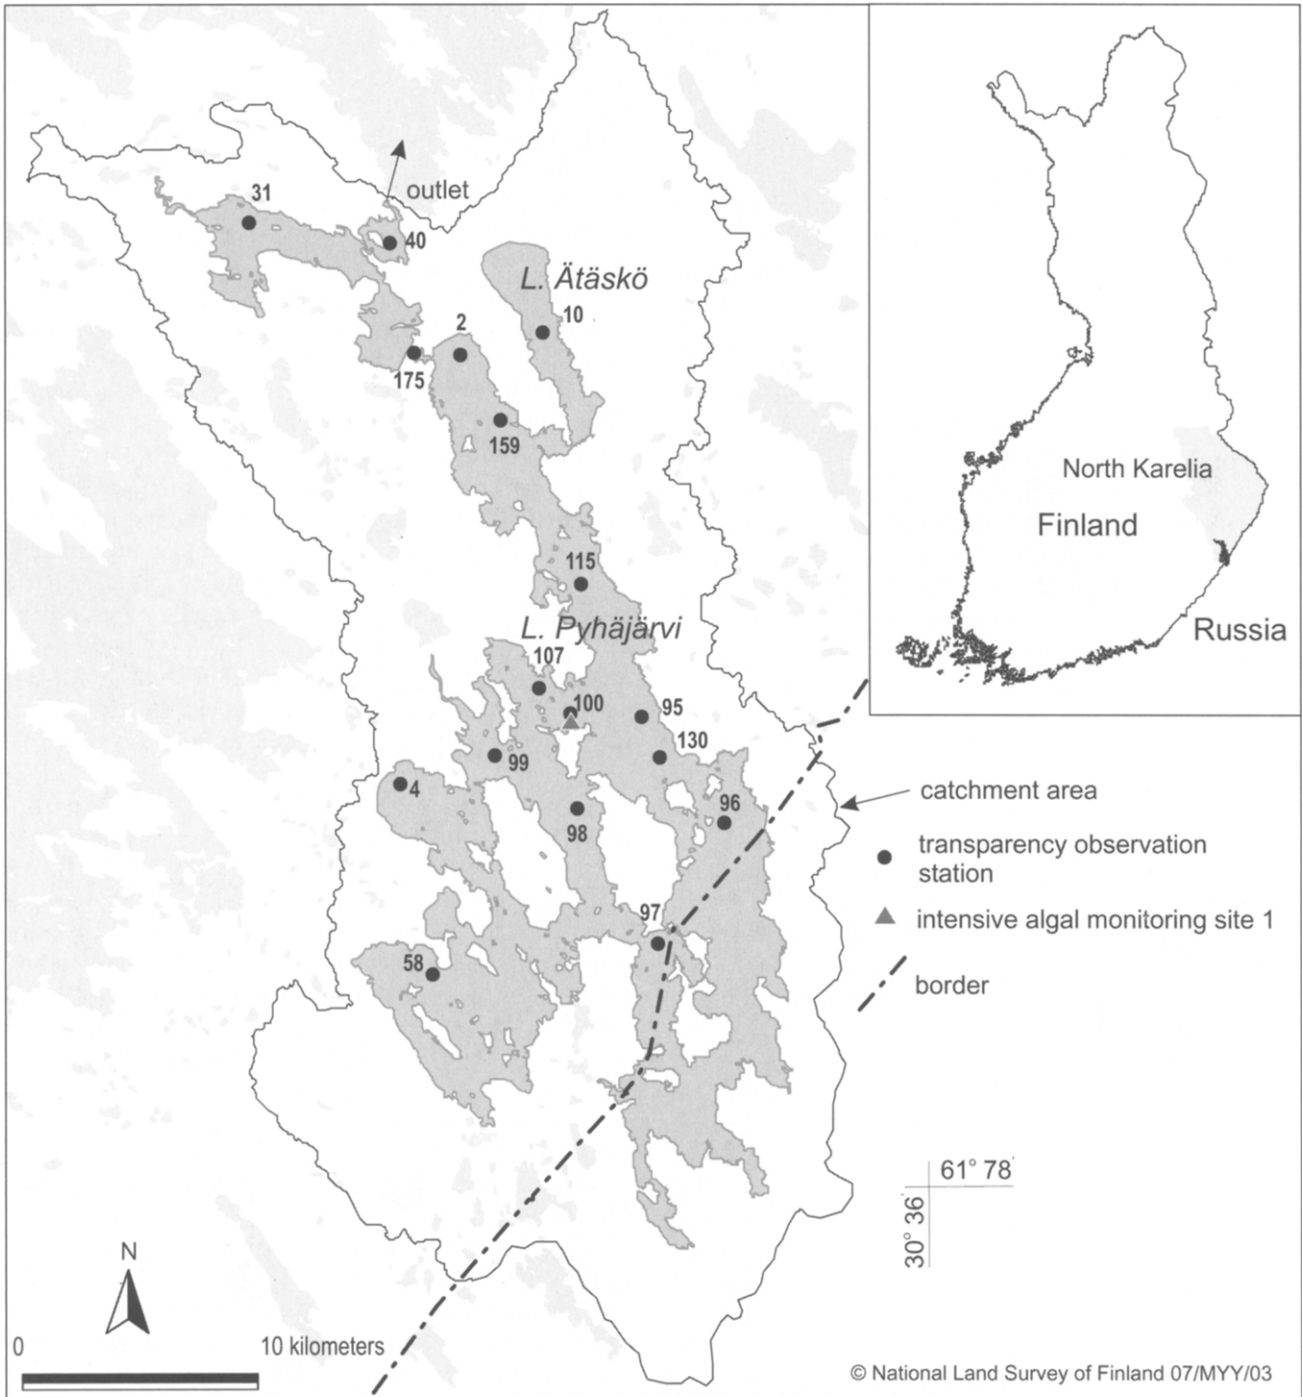 outlet
31
40
L. Ätäskö
10
2
175
159
115
L. Pyhäjärvi
107
100
95
130
99
4
96
98
97
58
North Karelia
Finland
Russia
catchment area
transparency observation
station
intensive algal monitoring site 1
border
61° 78'
30° 36'
N
0
10 kilometers
© National Land Survey of Finland 07/MYY/03